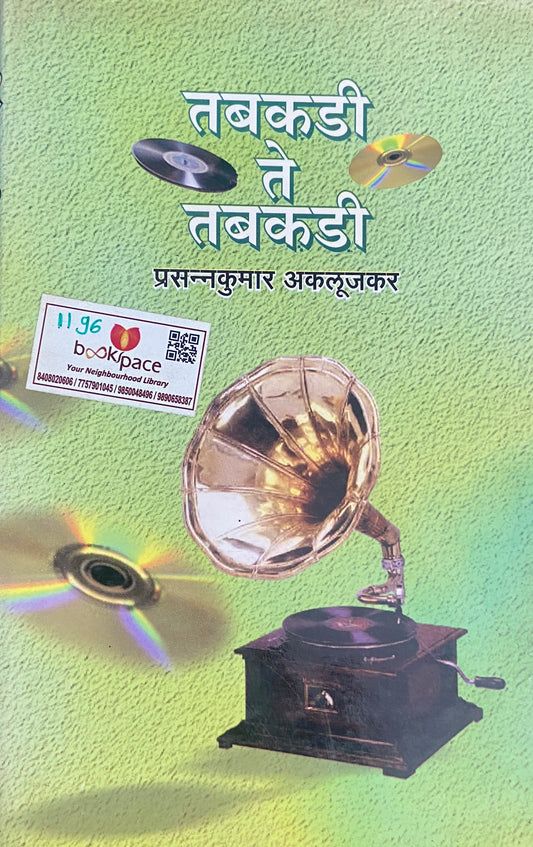 तबकडी
ते
तबकडी
प्रसन्नकुमार अकलूजकर
1196
bookspace
Your Neighbourhood Library
8408020606 / 7757901045 / 9850048496 / 9890658387